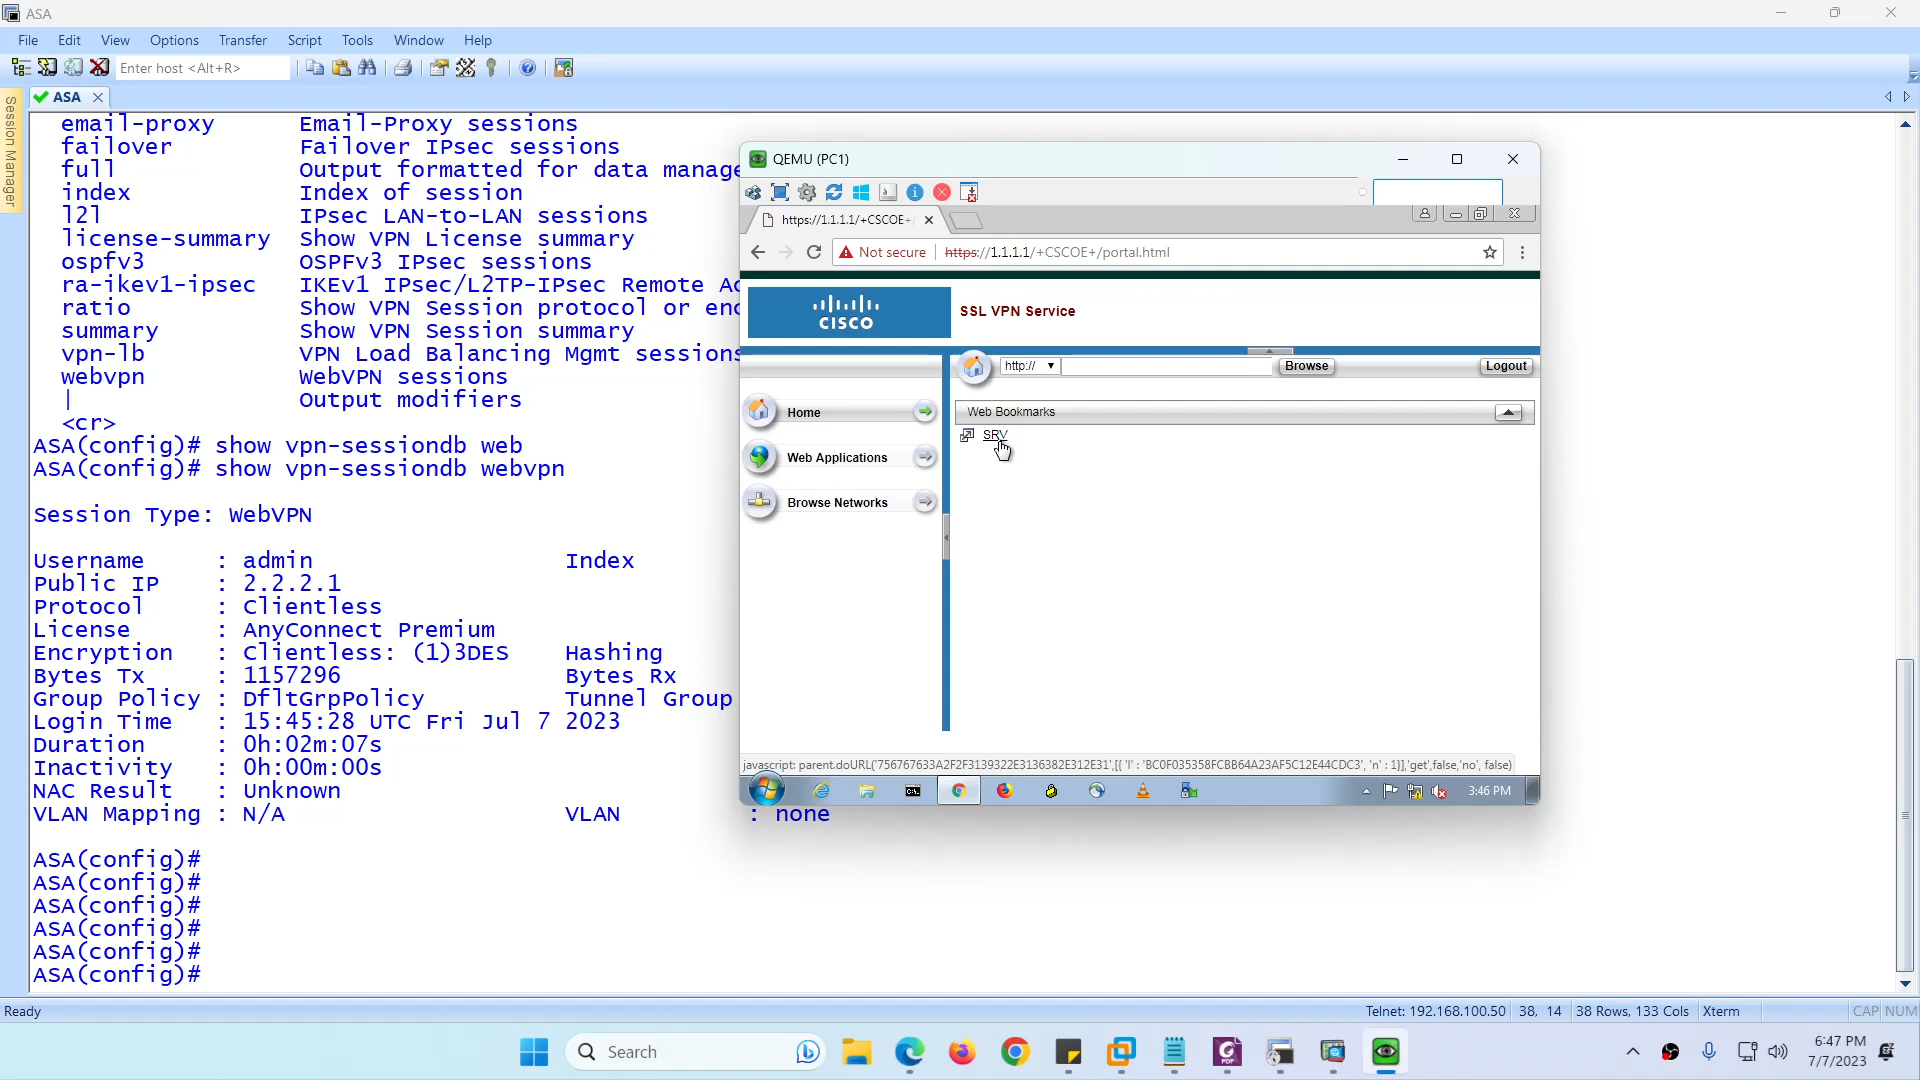 ASA
File Edit View Options Transfer Script Tools Window Help
Enter host <Alt+R>
Session Manager
ASA
email-proxy Email-Proxy sessions
failover Failover IPsec sessions
full Output formatted for data manage
index Index of session
l2l IPsec LAN-to-LAN sessions
license-summary Show VPN License summary
ospfv3 OSPFv3 IPsec sessions
ra-ikev1-ipsec IKEv1 IPsec/L2TP-IPsec Remote Ac
ratio Show VPN Session protocol or enc
summary Show VPN Session summary
vpn-lb VPN Load Balancing Mgmt sessions
webvpn WebVPN sessions
| Output modifiers
<cr>
ASA(config)# show vpn-sessiondb web
ASA(config)# show vpn-sessiondb webvpn
Session Type: WebVPN
Username : admin Index
Public IP : 2.2.2.1
Protocol : Clientless
License : AnyConnect Premium
Encryption : Clientless: (1)3DES Hashing
Bytes Tx : 1157296 Bytes Rx
Group Policy : DfltGrpPolicy Tunnel Group
Login Time : 15:45:28 UTC Fri Jul 7 2023
Duration : 0h:02m:07s
Inactivity : 0h:00m:00s
NAC Result : Unknown
VLAN Mapping : N/A VLAN : none
ASA(config)#
ASA(config)#
ASA(config)#
ASA(config)#
ASA(config)#
ASA(config)#
QEMU (PC1)
https://1.1.1.1/+CSCOE+
Not secure https://1.1.1.1/+CSCOE+/portal.html
CISCO
SSL VPN Service
http:// Browse Logout
Home
Web Applications
Browse Networks
Web Bookmarks
SRV
javascript: parent.doURL('756767633A2F2F3139322E3136382E312E31',[{ 'l' : 'BC0F035358FCBB64A23AF5C12E44CDC3', 'n' : 1}],'get',false,'no', false)
3:46 PM
Ready Telnet: 192.168.100.50 38, 14 38 Rows, 133 Cols Xterm CAP NUM
Search
6:47 PM
7/7/2023